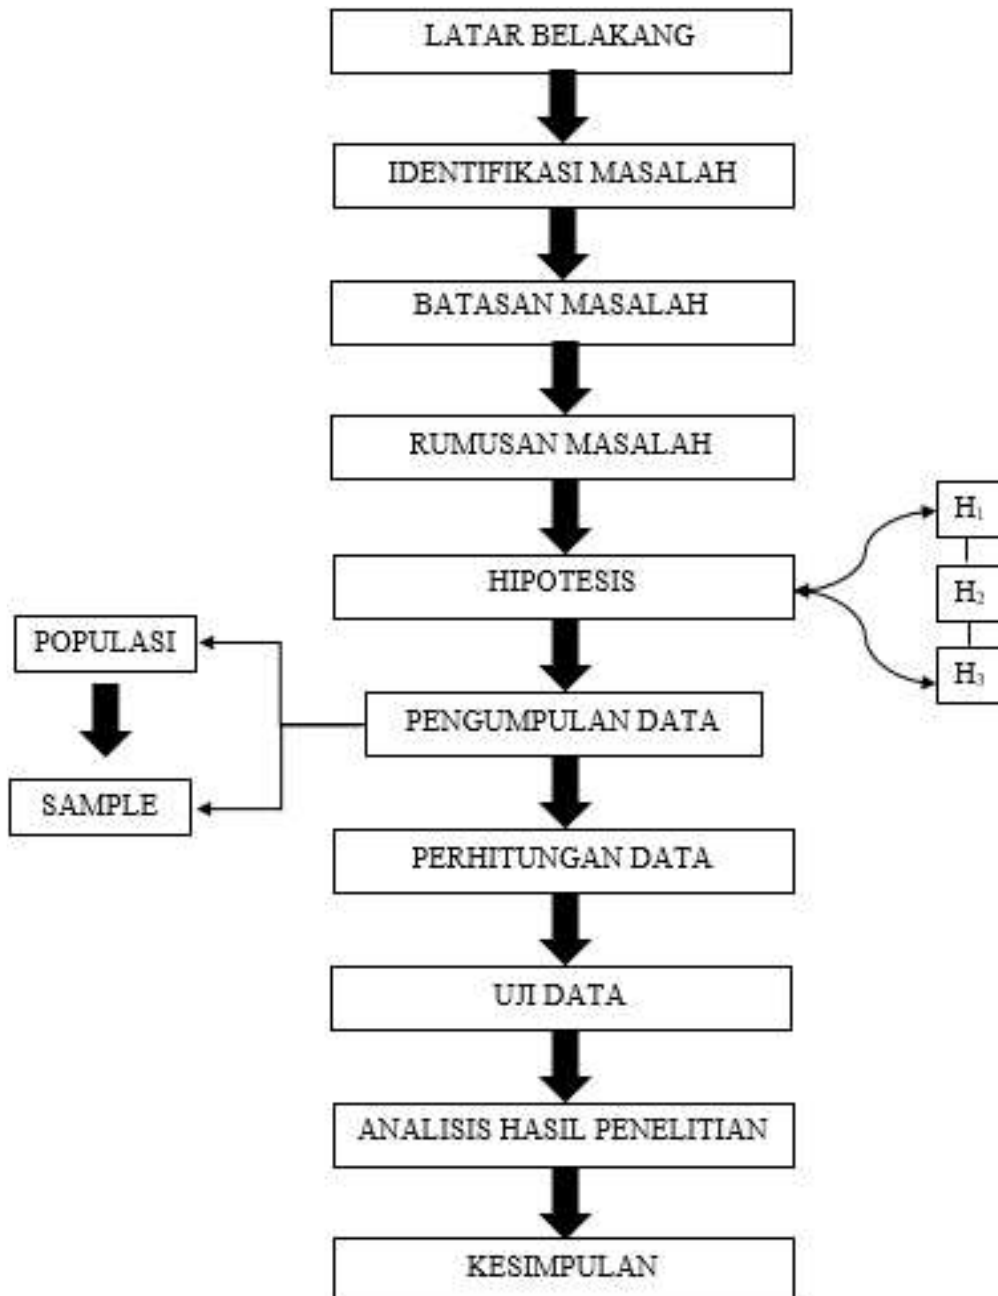 LATAR BELAKANG
IDENTIFIKASI MASALAH
BATASAN MASALAH
RUMUSAN MASALAH
HIPOTESIS
H₁
H₂
H₃
PENGUMPULAN DATA
POPULASI
SAMPLE
PERHITUNGAN DATA
UJI DATA
ANALISIS HASIL PENELITIAN
KESIMPULAN